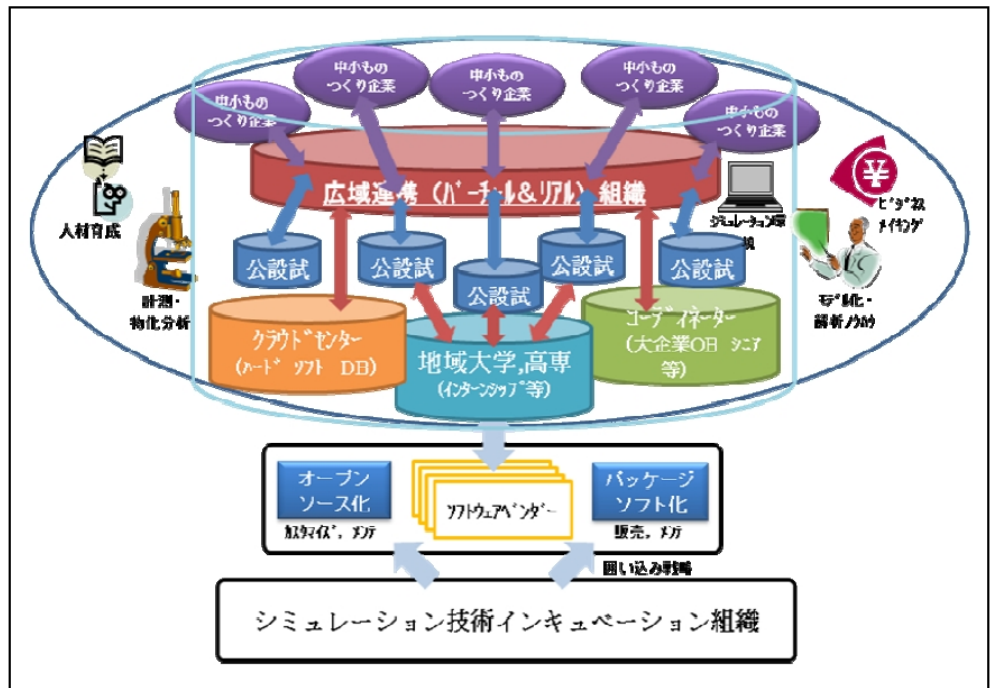 中小もの
つくり企業
中小もの
つくり企業
中小もの
つくり企業
中小もの
つくり企業
中小もの
つくり企業
広域連携（ﾊﾞｰﾁｬﾙ&ﾘｱﾙ）組織
人材育成
計測・
物化分析
ｼﾐｭﾚｰｼｮﾝ環
境
ﾋﾞｼﾞﾈｽ
ﾒｲｷﾝｸﾞ
ﾓﾃﾞﾙ化・
解析ﾉｳﾊｳ
公設試
公設試
公設試
公設試
公設試
ｸﾗｳﾄﾞｾﾝﾀｰ
(ﾊｰﾄﾞ ｿﾌﾄ DB)
地域大学,高専
(ｲﾝﾀｰﾝｼｯﾌﾟ等)
ｺｰﾃﾞｨﾈｰﾀｰ
(大企業OB ｼﾆｱ
等)
オープン
ソース化
ｶｽﾀﾏｲｽﾞ，ﾒﾝﾃ
ｿﾌﾄｳｪｱﾍﾞﾝﾀﾞｰ
パッケージ
ソフト化
販売，ﾒﾝﾃ
囲い込み戦略
シミュレーション技術インキュベーション組織